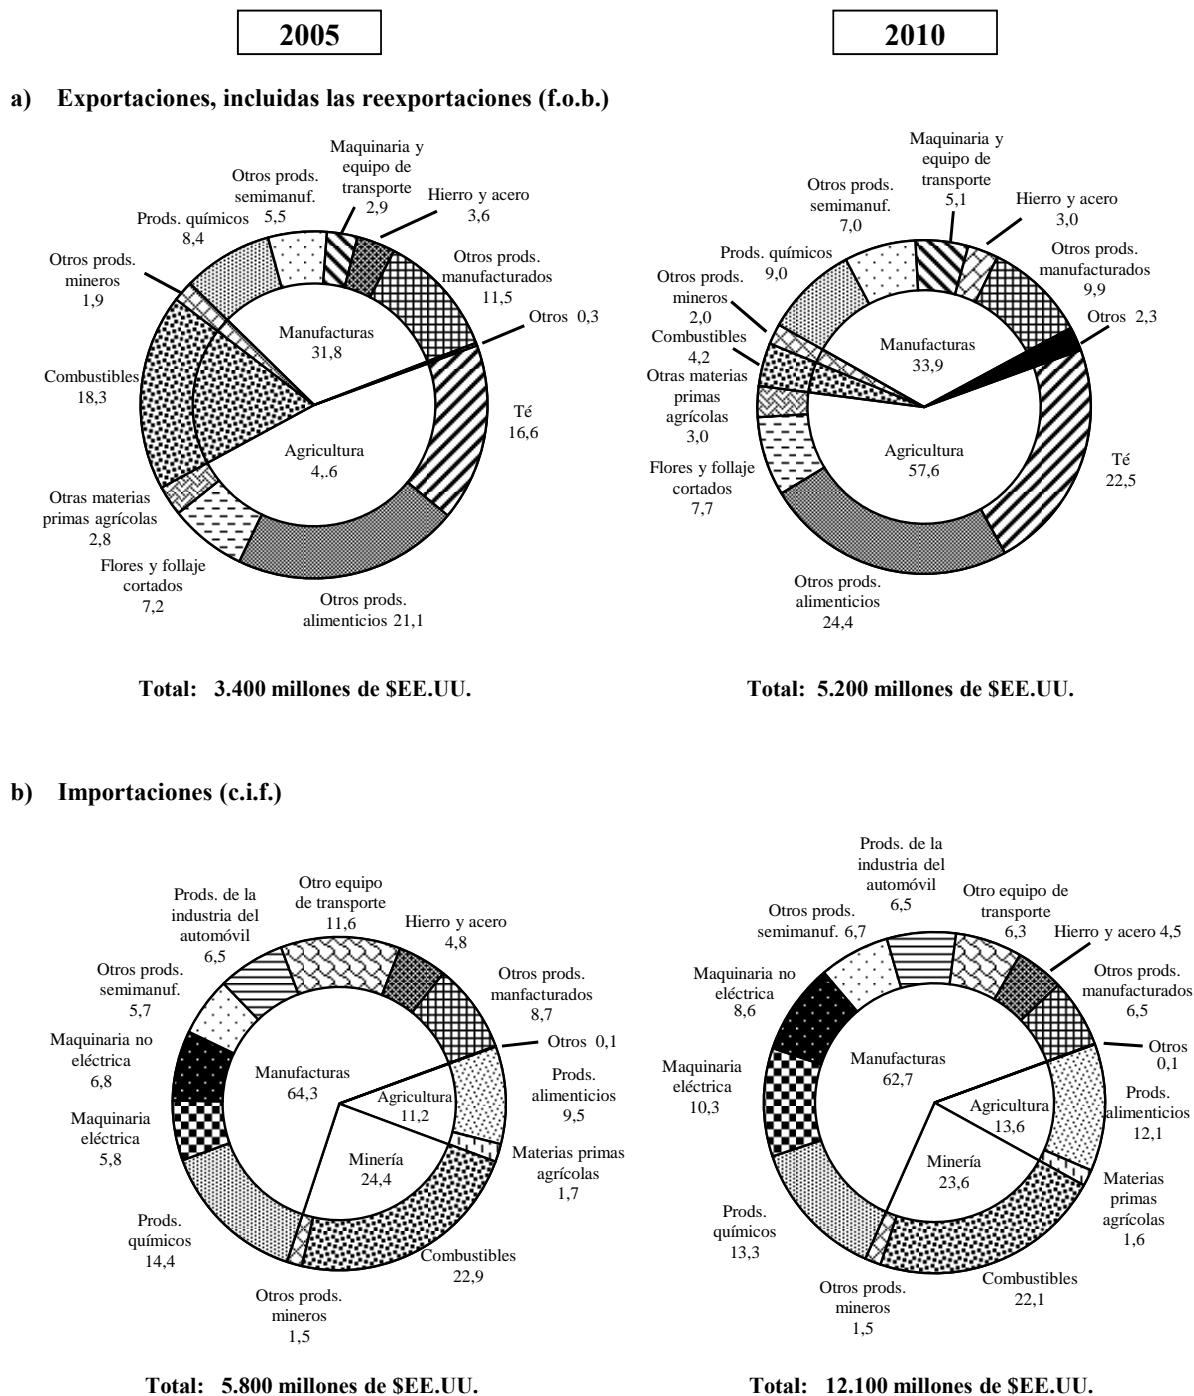 2005
2010
a) Exportaciones, incluidas las reexportaciones (f.o.b.)
Maquinaria y
equipo de
transporte
2,9
Otros prods.
semimanuf.
5,5
Hierro y acero
3,6
Prods. químicos
8,4
Otros prods.
manufacturados
11,5
Otros prods.
mineros
1,9
Otros 0,3
Manufacturas
31,8
Combustibles
18,3
Té
16,6
Agricultura
4,.6
Otras materias
primas agrícolas
2,8
Flores y follaje
cortados
7,2
Otros prods.
alimenticios 21,1
Total: 3.400 millones de $EE.UU.
Maquinaria y
equipo de
transporte
5,1
Otros prods.
semimanuf.
7,0
Hierro y acero
3,0
Prods. químicos
9,0
Otros prods.
manufacturados
9,9
Otros prods.
mineros
2,0
Otros 2,3
Combustibles
4,2
Manufacturas
33,9
Otras materias
primas
agrícolas
3,0
Agricultura
57,6
Té
22,5
Flores y follaje
cortados
7,7
Otros prods.
alimenticios
24,4
Total: 5.200 millones de $EE.UU.
b) Importaciones (c.i.f.)
Otro equipo
de transporte
11,6
Prods. de la
industria del
automóvil
6,5
Hierro y acero
4,8
Otros prods.
semimanuf.
5,7
Otros prods.
manfacturados
8,7
Maquinaria no
eléctrica
6,8
Otros 0,1
Manufacturas
64,3
Prods.
alimenticios
9,5
Agricultura
11,2
Maquinaria
eléctrica
5,8
Minería
24,4
Materias primas
agrícolas
1,7
Prods.
químicos
14,4
Combustibles
22,9
Otros prods.
mineros
1,5
Total: 5.800 millones de $EE.UU.
Prods. de la
industria del
automóvil
6,5
Otro equipo de
transporte
6,3
Otros prods.
semimanuf. 6,7
Hierro y acero 4,5
Maquinaria no
eléctrica
8,6
Otros prods.
manufacturados
6,5
Otros
0,1
Manufacturas
62,7
Maquinaria
eléctrica
10,3
Prods.
alimenticios
12,1
Agricultura
13,6
Minería
23,6
Materias
primas
agrícolas
1,6
Prods.
químicos
13,3
Combustibles
22,1
Otros prods.
mineros
1,5
Total: 12.100 millones de $EE.UU.